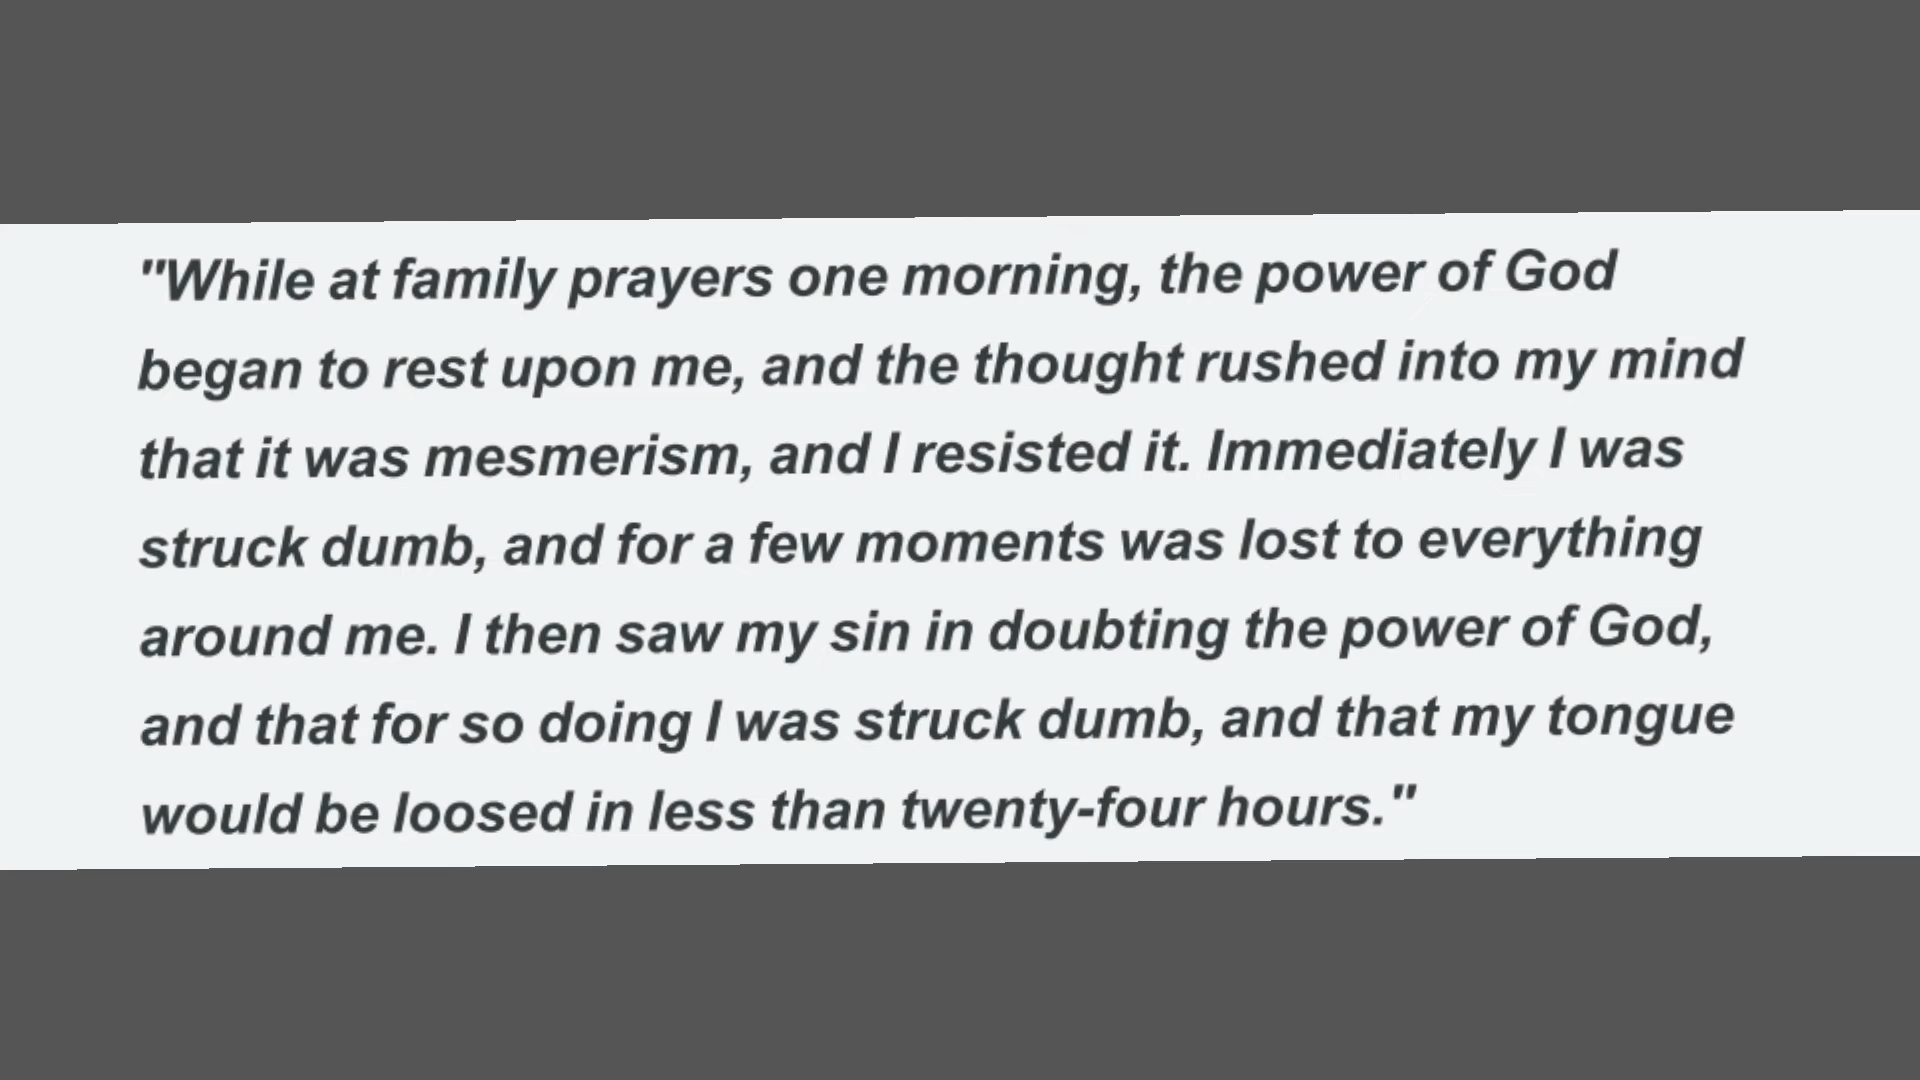 "While at family prayers one morning, the power of God
began to rest upon me, and the thought rushed into my mind
that it was mesmerism, and I resisted it. Immediately I was
struck dumb, and for a few moments was lost to everything
around me. I then saw my sin in doubting the power of God,
and that for so doing I was struck dumb, and that my tongue
would be loosed in less than twenty-four hours."